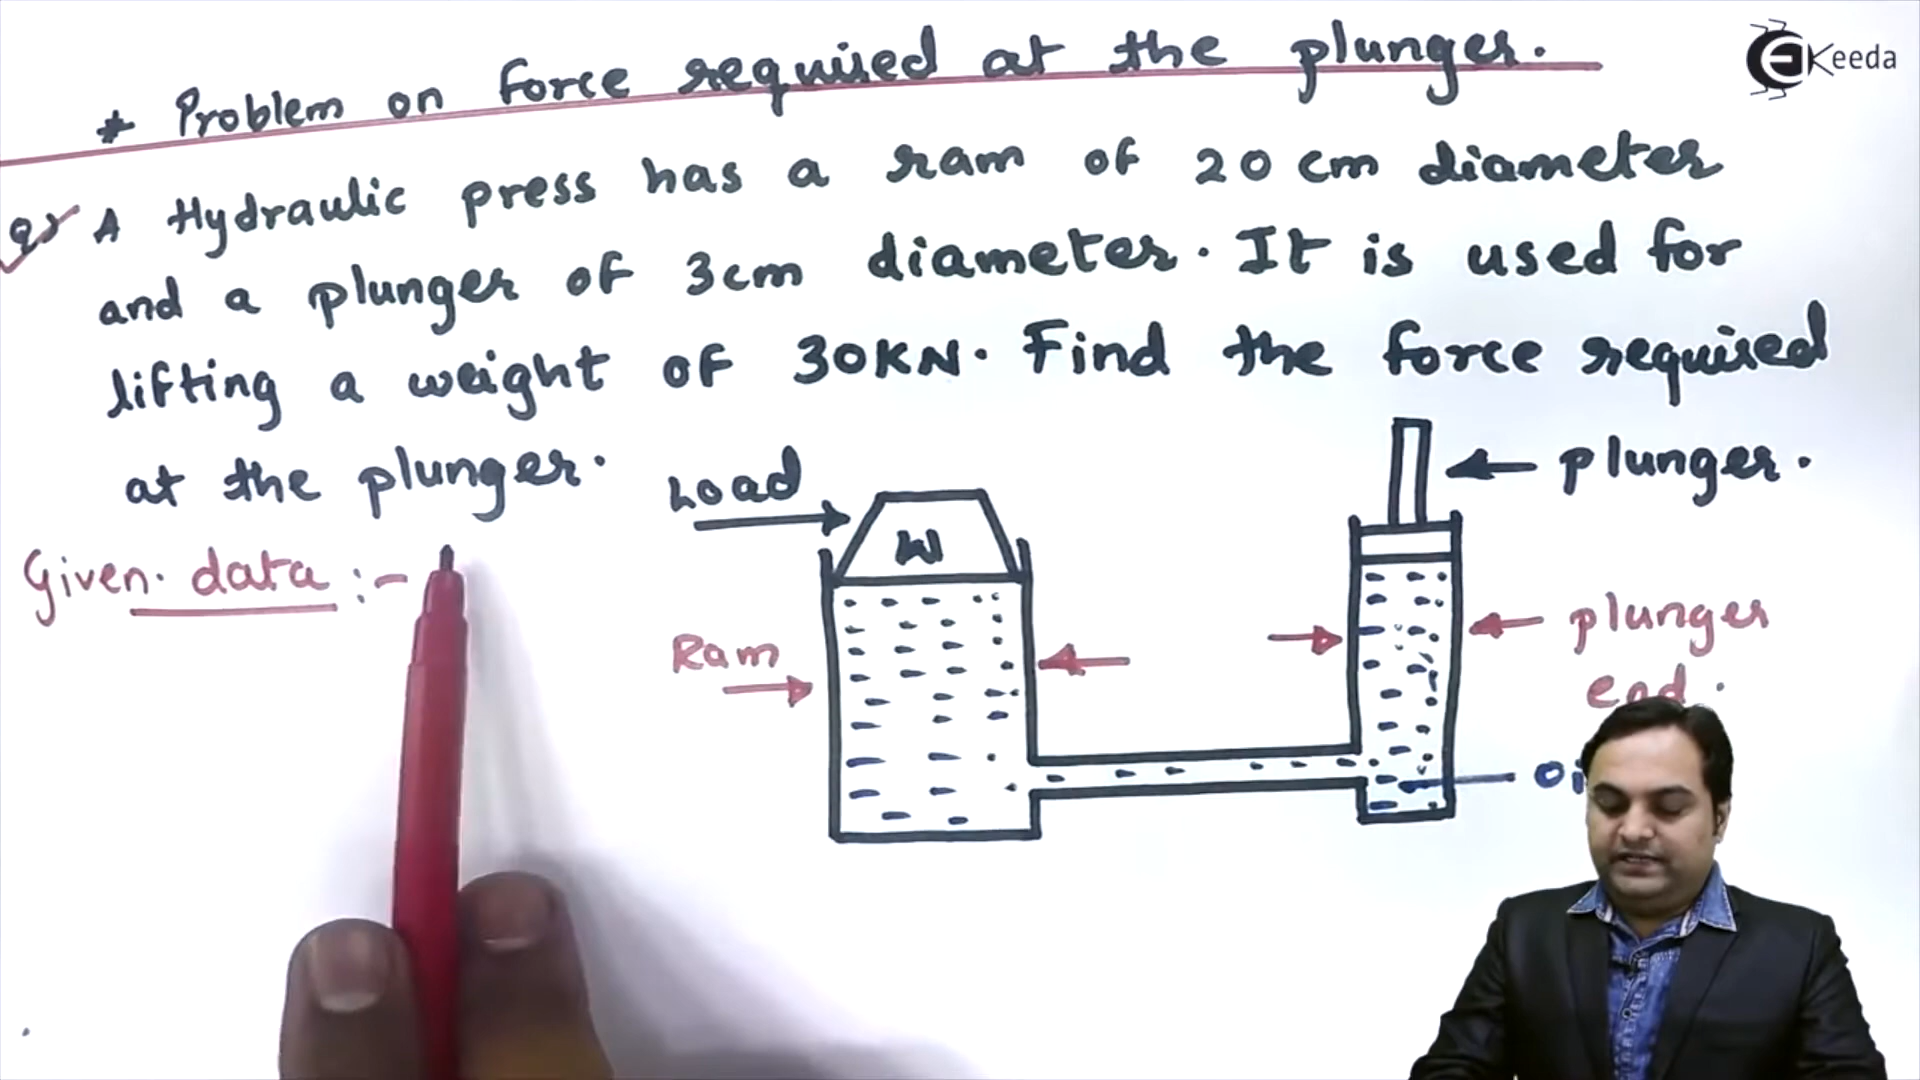 * Problem on force required at the plunger.
EKeeda
Q> A Hydraulic press has a ram of 20 cm diameter
and a plunger of 3cm diameter. It is used for
lifting a weight of 30KN. Find the force required
at the plunger.
Load
plunger.
W
Given data :-
Ram
plunger
end.